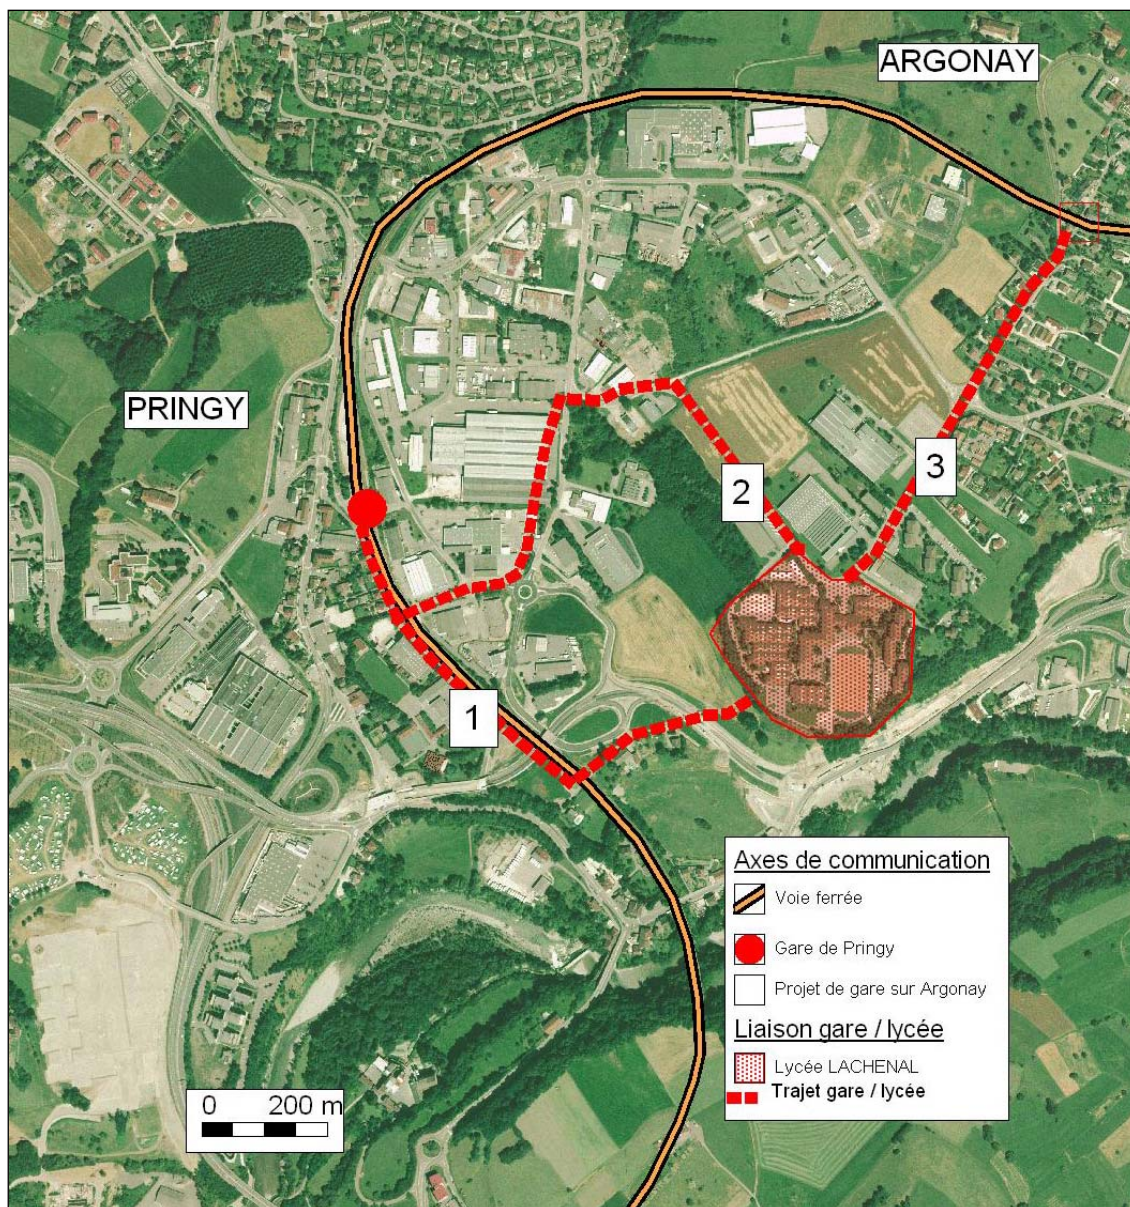 ARGONAY
PRINGY
2
3
1
Axes de communication
Voie ferrée
Gare de Pringy
Projet de gare sur Argonay
Liaison gare / lycée
Lycée LACHENAL
Trajet gare / lycée
0 200 m